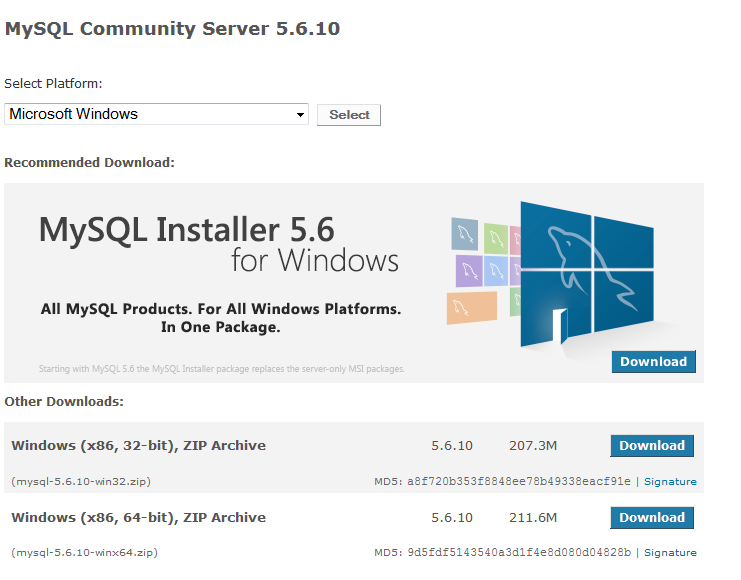 MySQL Community Server 5.6.10
Select Platform:
Microsoft Windows Select
Recommended Download:
MySQL Installer 5.6
for Windows
All MySQL Products. For All Windows Platforms.
In One Package.
Starting with MySQL 5.6 the MySQL Installer package replaces the server-only MSI packages.
Download
Other Downloads:
Windows (x86, 32-bit), ZIP Archive 5.6.10 207.3M Download
(mysql-5.6.10-win32.zip) MD5: a8f720b353f8848ee78b49338eacf91e | Signature
Windows (x86, 64-bit), ZIP Archive 5.6.10 211.6M Download
(mysql-5.6.10-winx64.zip) MD5: 9d5fdf5143540a3d1f4e8d080d04828b | Signature